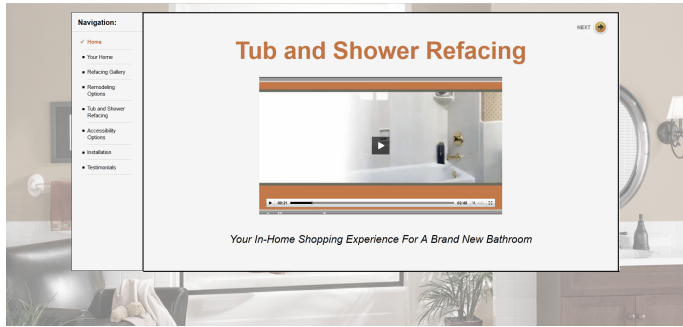 Navigation:
✓ Home
▪ Your Home
▪ Refacing Gallery
▪ Remodeling
Options
▪ Tub and Shower
Refacing
▪ Accessibility
Options
▪ Installation
▪ Testimonials
NEXT
Tub and Shower Refacing
00:21
02:48
Your In-Home Shopping Experience For A Brand New Bathroom